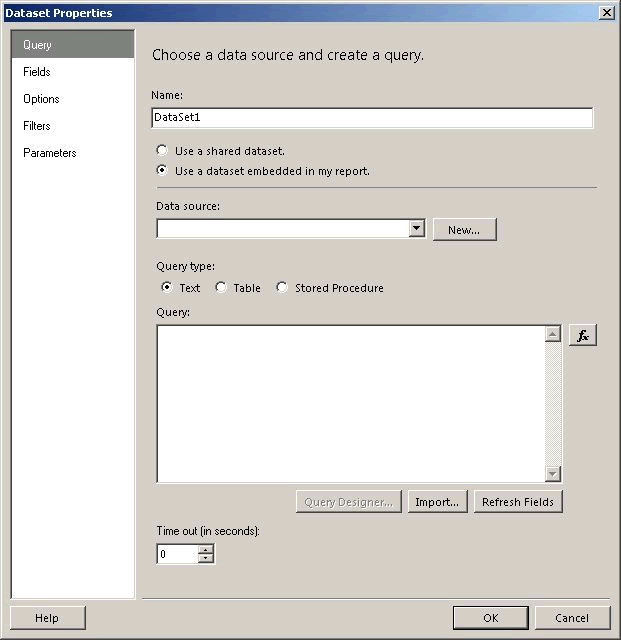 Dataset Properties
Query
Fields
Options
Filters
Parameters
Choose a data source and create a query.
Name:
DataSet1
Use a shared dataset.
Use a dataset embedded in my report.
Data source:
New...
Query type:
Text Table Stored Procedure
Query:
fx
Query Designer... Import... Refresh Fields
Time out (in seconds):
0
Help OK Cancel